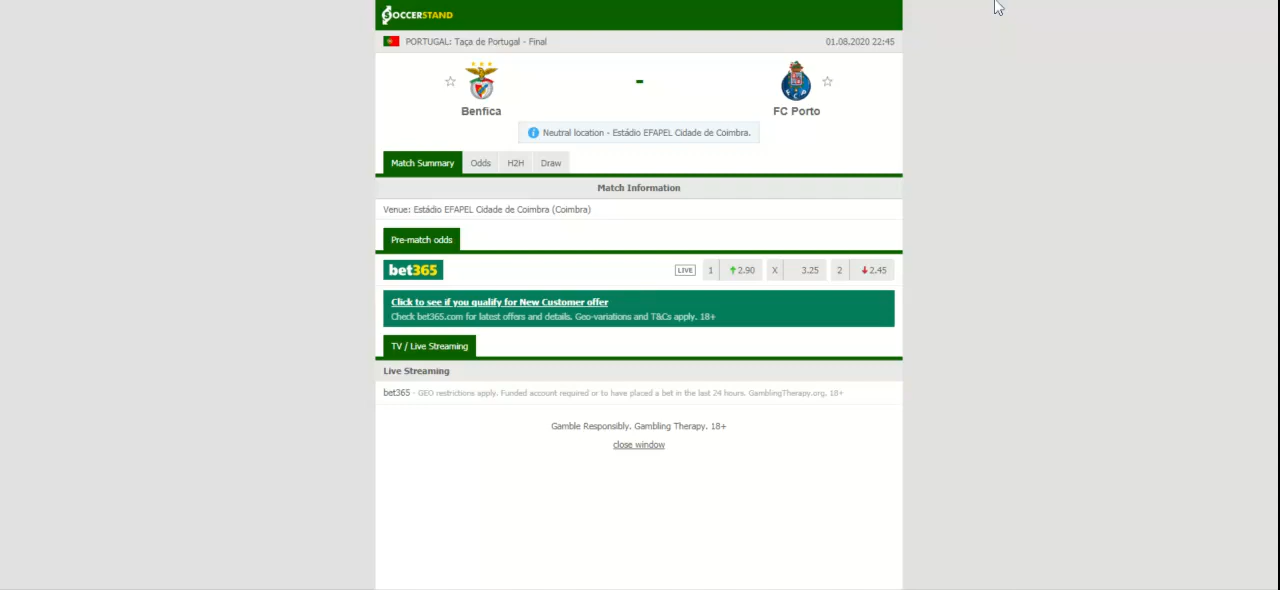 SOCCERSTAND
PORTUGAL: Taça de Portugal - Final 01.08.2020 22:45
-
Benfica FC Porto
Neutral location - Estádio EFAPEL Cidade de Coimbra.
Match Summary Odds H2H Draw
Match Information
Venue: Estádio EFAPEL Cidade de Coimbra (Coimbra)
Pre-match odds
bet365 LIVE 1 2.90 X 3.25 2 2.45
Click to see if you qualify for New Customer offer
Check bet365.com for latest offers and details. Geo-variations and T&Cs apply. 18+
TV / Live Streaming
Live Streaming
bet365 - GEO restrictions apply. Funded account required or to have placed a bet in the last 24 hours. GamblingTherapy.org. 18+
Gamble Responsibly. Gambling Therapy. 18+
close window